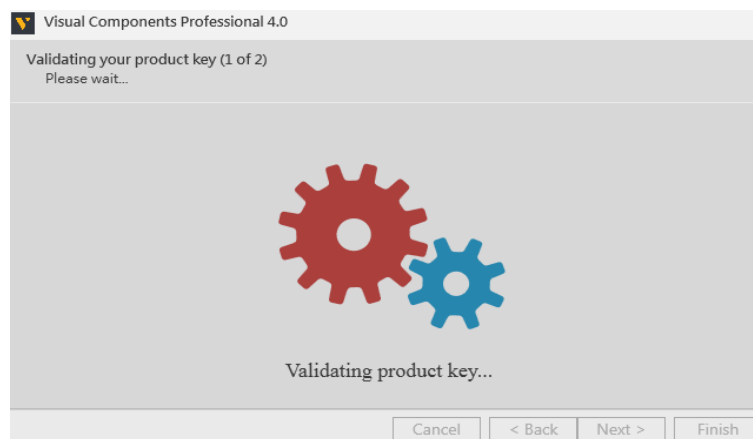 Visual Components Professional 4.0
Validating your product key (1 of 2)
Please wait...
Validating product key...
Cancel < Back Next > Finish